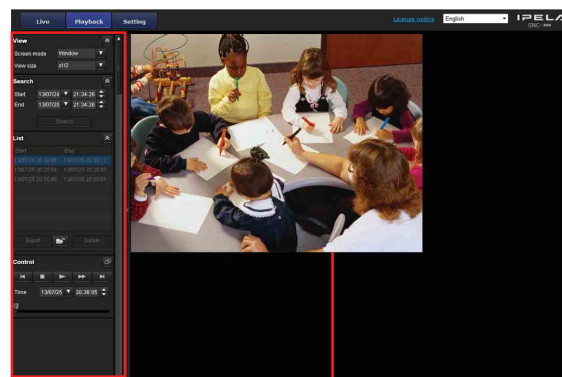 Live Playback Setting License notice English IPELA
SNC-***
View
Screen mode Window
View size x1/2
Search
Start 13/07/24 21:34:26
End 13/07/25 21:34:26
Search
List
Start End
Export Delete
Control
Time 13/07/25 20:36:05